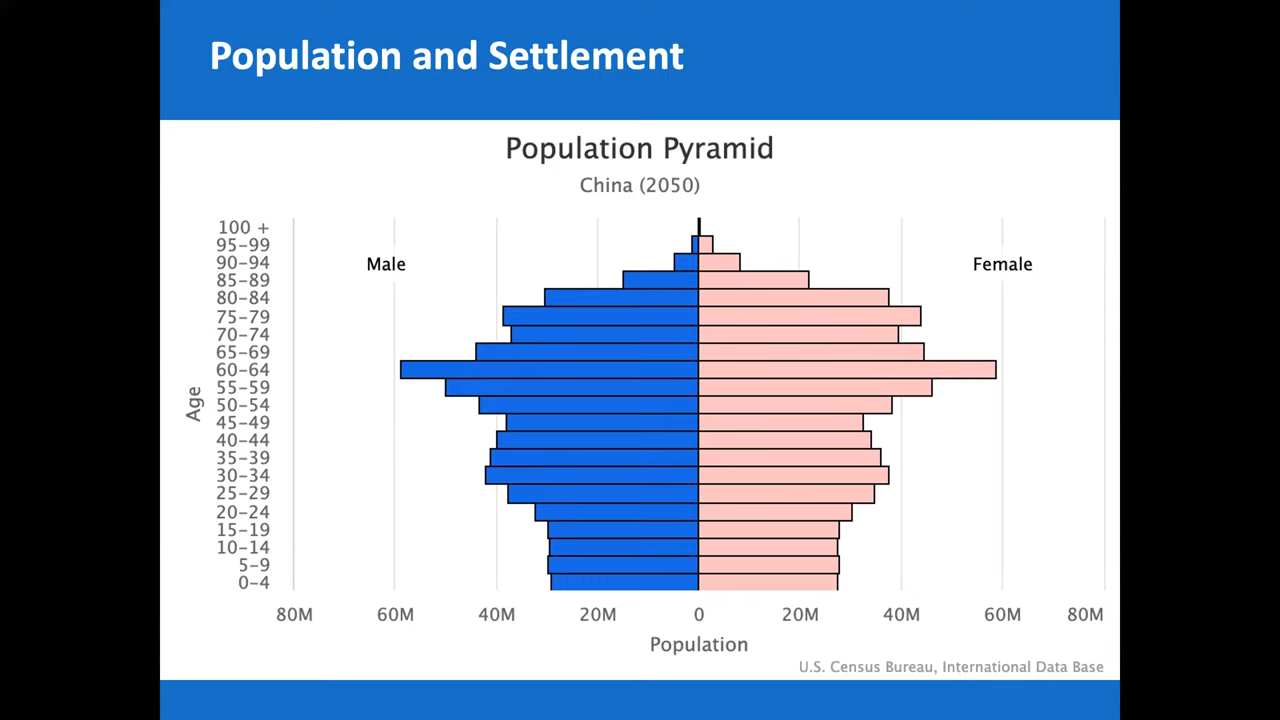 Population and Settlement
Population Pyramid
China (2050)
Male
Female
Age
100 +
95-99
90-94
85-89
80-84
75-79
70-74
65-69
60-64
55-59
50-54
45-49
40-44
35-39
30-34
25-29
20-24
15-19
10-14
5-9
0-4
80M 60M 40M 20M 0 20M 40M 60M 80M
Population
U.S. Census Bureau, International Data Base